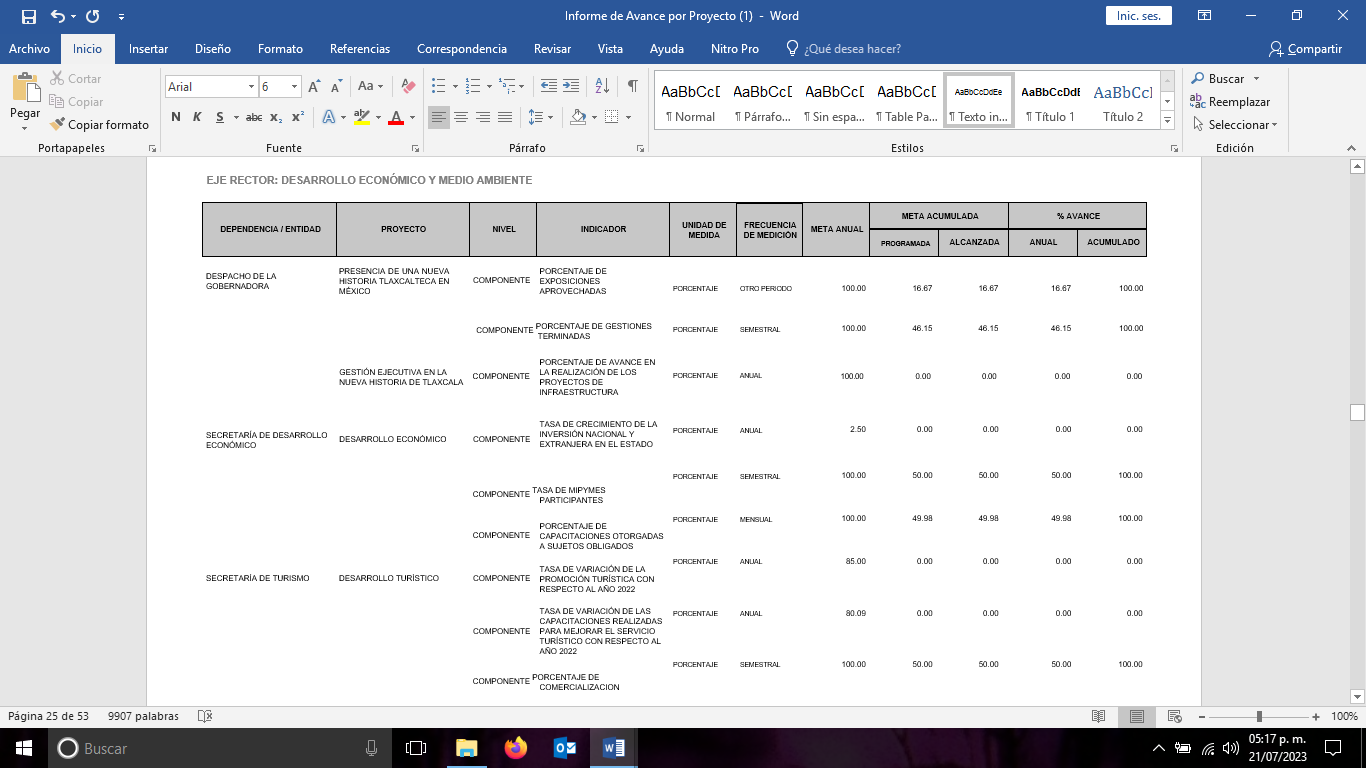 Informe de Avance por Proyecto (1) - Word
Inic. ses.
Archivo Inicio Insertar Diseño Formato Referencias Correspondencia Revisar Vista Ayuda Nitro Pro ¿Qué desea hacer? Compartir
Pegar
Cortar
Copiar
Copiar formato
Portapapeles
Arial 6
Aa
N K S abc x₂ x²
Fuente
Párrafo
AaBbCcI AaBbCcI AaBbCcI AaBbCcI AaBbCcDdEe AaBbCcDdE AaBbCcI
¶ Normal ¶ Párrafo... ¶ Sin espa... ¶ Table Pa... ¶ Texto in... ¶ Título 1 Título 2
Estilos
Buscar
Reemplazar
Seleccionar
Edición
EJE RECTOR: DESARROLLO ECONÓMICO Y MEDIO AMBIENTE
DEPENDENCIA / ENTIDAD PROYECTO NIVEL INDICADOR UNIDAD DE MEDIDA FRECUENCIA DE MEDICIÓN META ANUAL META ACUMULADA % AVANCE
PROGRAMADA ALCANZADA ANUAL ACUMULADO
DESPACHO DE LA GOBERNADORA PRESENCIA DE UNA NUEVA HISTORIA TLAXCALTECA EN MÉXICO COMPONENTE PORCENTAJE DE EXPOSICIONES APROVECHADAS PORCENTAJE OTRO PERIODO 100.00 16.67 16.67 16.67 100.00
COMPONENTE PORCENTAJE DE GESTIONES TERMINADAS PORCENTAJE SEMESTRAL 100.00 46.15 46.15 46.15 100.00
GESTIÓN EJECUTIVA EN LA NUEVA HISTORIA DE TLAXCALA COMPONENTE PORCENTAJE DE AVANCE EN LA REALIZACIÓN DE LOS PROYECTOS DE INFRAESTRUCTURA PORCENTAJE ANUAL 100.00 0.00 0.00 0.00 0.00
SECRETARÍA DE DESARROLLO ECONÓMICO DESARROLLO ECONÓMICO COMPONENTE TASA DE CRECIMIENTO DE LA INVERSIÓN NACIONAL Y EXTRANJERA EN EL ESTADO PORCENTAJE ANUAL 2.50 0.00 0.00 0.00 0.00
COMPONENTE TASA DE MIPYMES PARTICIPANTES PORCENTAJE SEMESTRAL 100.00 50.00 50.00 50.00 100.00
COMPONENTE PORCENTAJE DE CAPACITACIONES OTORGADAS A SUJETOS OBLIGADOS PORCENTAJE MENSUAL 100.00 49.98 49.98 49.98 100.00
SECRETARÍA DE TURISMO DESARROLLO TURÍSTICO COMPONENTE TASA DE VARIACIÓN DE LA PROMOCIÓN TURÍSTICA CON RESPECTO AL AÑO 2022 PORCENTAJE ANUAL 85.00 0.00 0.00 0.00 0.00
COMPONENTE TASA DE VARIACIÓN DE LAS CAPACITACIONES REALIZADAS PARA MEJORAR EL SERVICIO TURÍSTICO CON RESPECTO AL AÑO 2022 PORCENTAJE ANUAL 80.09 0.00 0.00 0.00 0.00
COMPONENTE PORCENTAJE DE COMERCIALIZACION PORCENTAJE SEMESTRAL 100.00 50.00 50.00 50.00 100.00
Página 25 de 53 9907 palabras 100%
Buscar
05:17 p. m.
21/07/2023